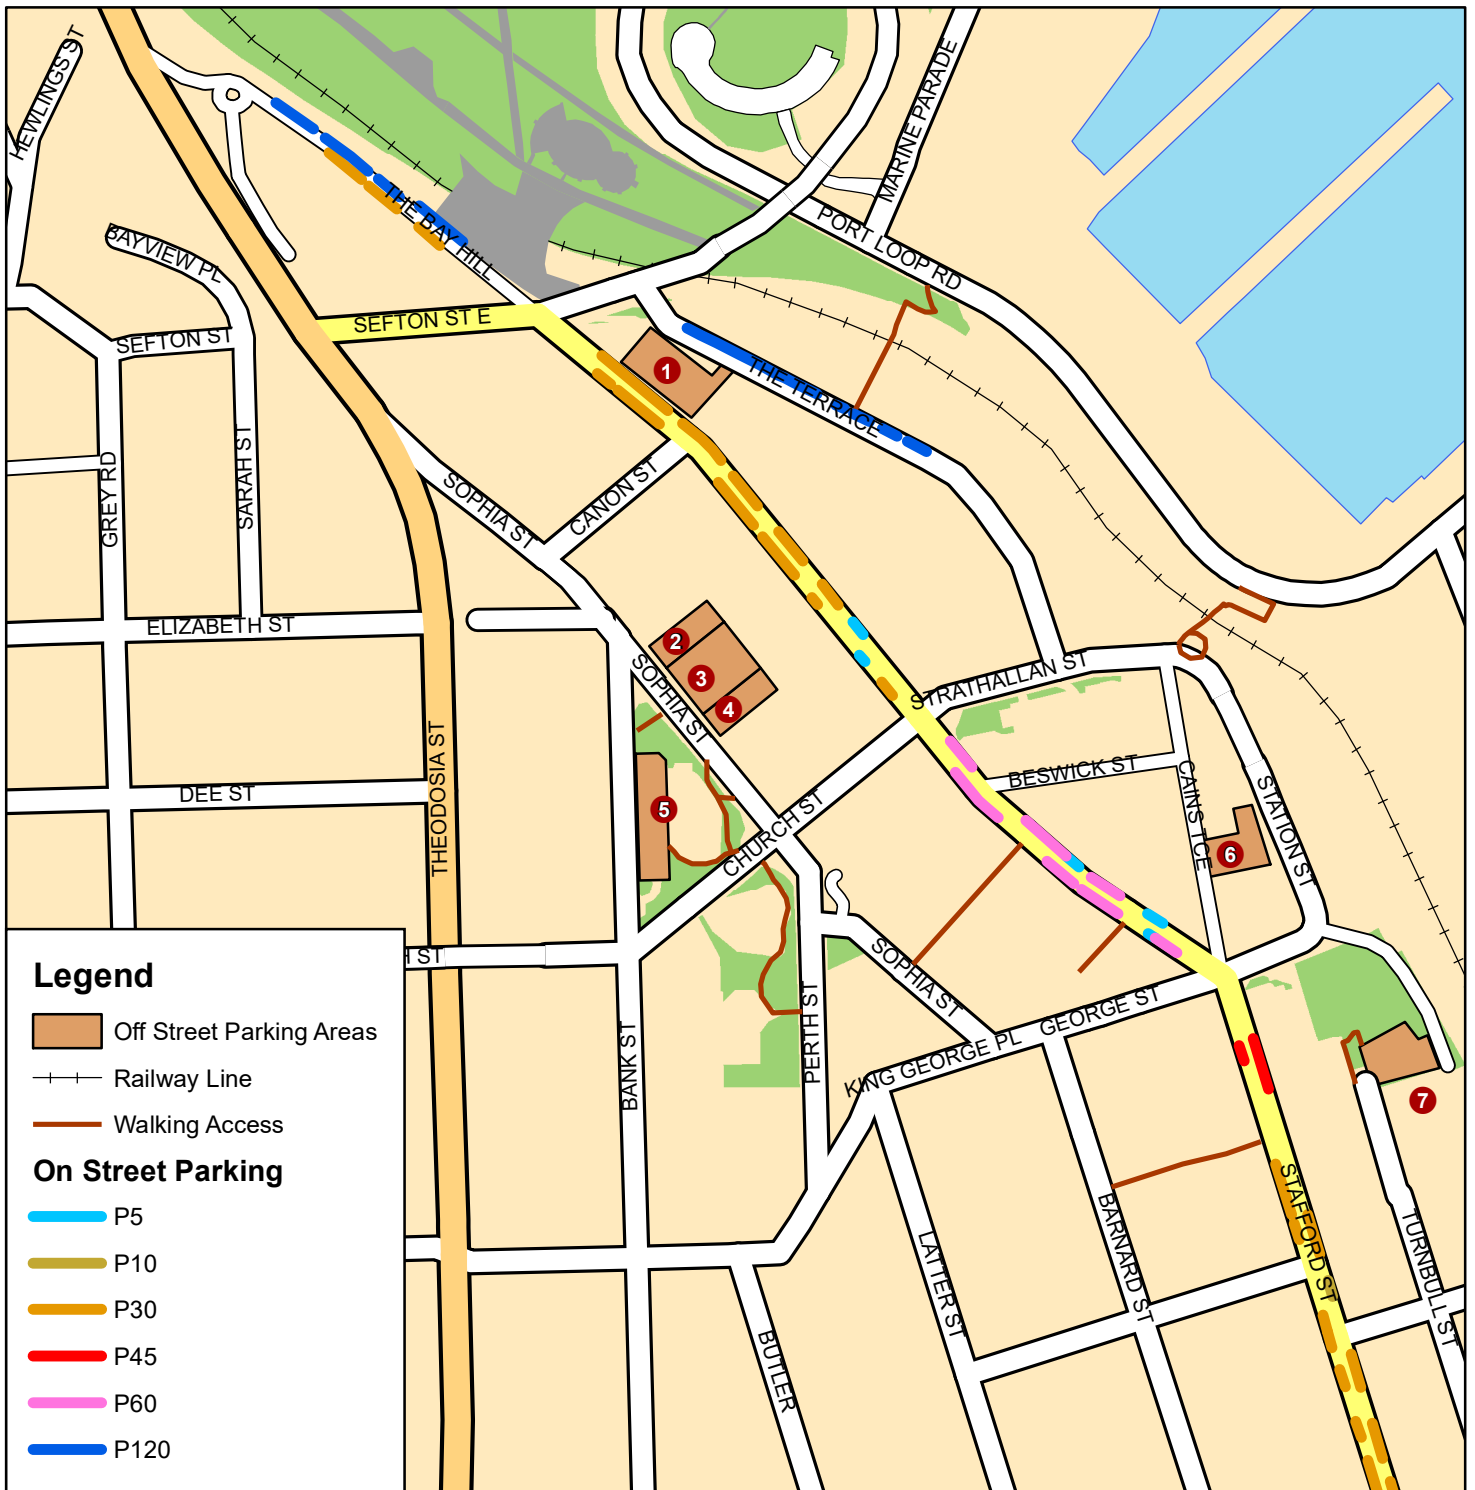 HEWLINGS ST
MARINE PARADE
THE BAY HILL
PORT LOOP RD
BAYVIEW PL
SEFTON ST E
SEFTON ST
1
THE TERRACE
GREY RD
SARAH ST
SOPHIA ST
CANON ST
ELIZABETH ST
2
3
4
SOPHIA ST
STRATHALLAN ST
THEODOSIA ST
DEE ST
5
CHURCH ST
BESWICK ST
CAINS TCE
STATION ST
6
H ST
SOPHIA ST
PERTH ST
BANK ST
KING GEORGE PL
GEORGE ST
7
STAFFORD ST
BARNARD ST
LATTER ST
TURNBULL ST
BUTLER
Legend
Off Street Parking Areas
Railway Line
Walking Access
On Street Parking
P5
P10
P30
P45
P60
P120